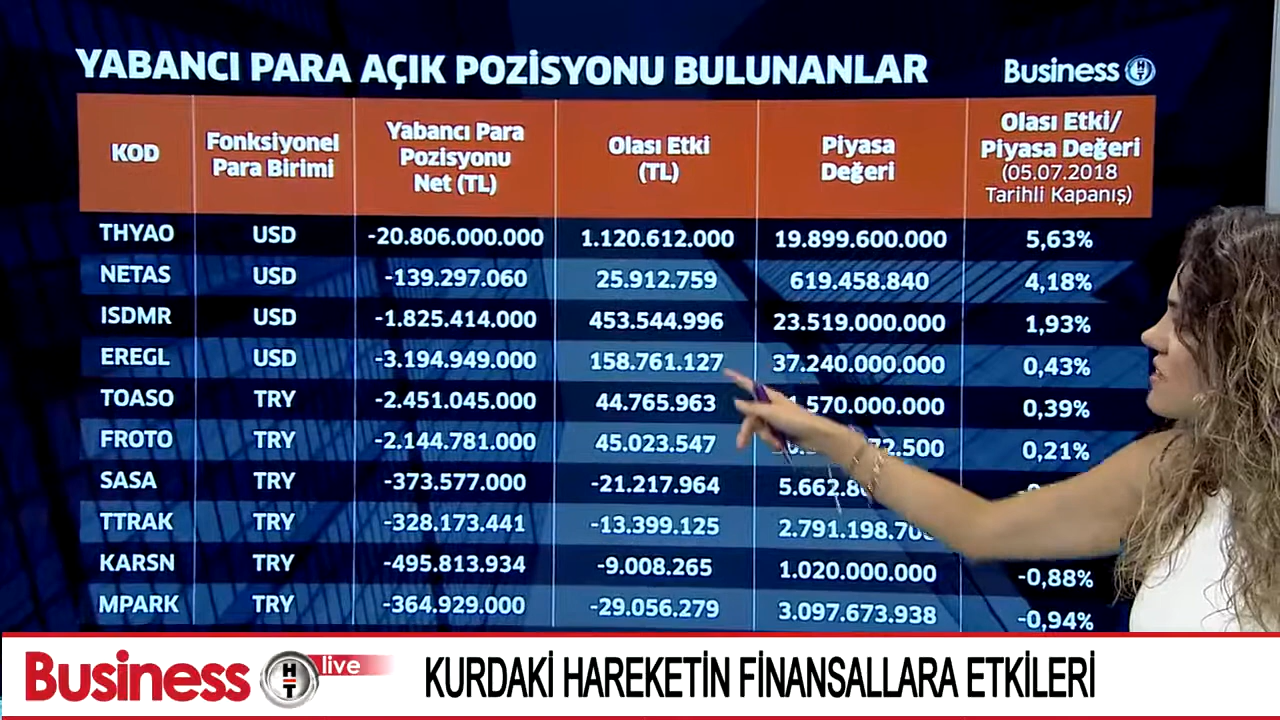 YABANCI PARA AÇIK POZİSYONU BULUNANLAR
Business HT
KOD
Fonksiyonel
Para Birimi
Yabancı Para
Pozisyonu
Net (TL)
Olası Etki
(TL)
Piyasa
Değeri
Olası Etki/
Piyasa Değeri
(05.07.2018
Tarihli Kapanış)
THYAO USD -20.806.000.000 1.120.612.000 19.899.600.000 5,63%
NETAS USD -139.297.060 25.912.759 619.458.840 4,18%
ISDMR USD -1.825.414.000 453.544.996 23.519.000.000 1,93%
EREGL USD -3.194.949.000 158.761.127 37.240.000.000 0,43%
TOASO TRY -2.451.045.000 44.765.963 0,39%
FROTO TRY -2.144.781.000 45.023.547 0,21%
SASA TRY -373.577.000 -21.217.964
TTRAK TRY -328.173.441 -13.399.125
KARSN TRY -495.813.934 -9.008.265 1.020.000.000 -0,88%
MPARK TRY -364.929.000 -29.056.279 3.097.673.938 -0,94%
Business HT live
KURDAKİ HAREKETİN FİNANSALLARA ETKİLERİ